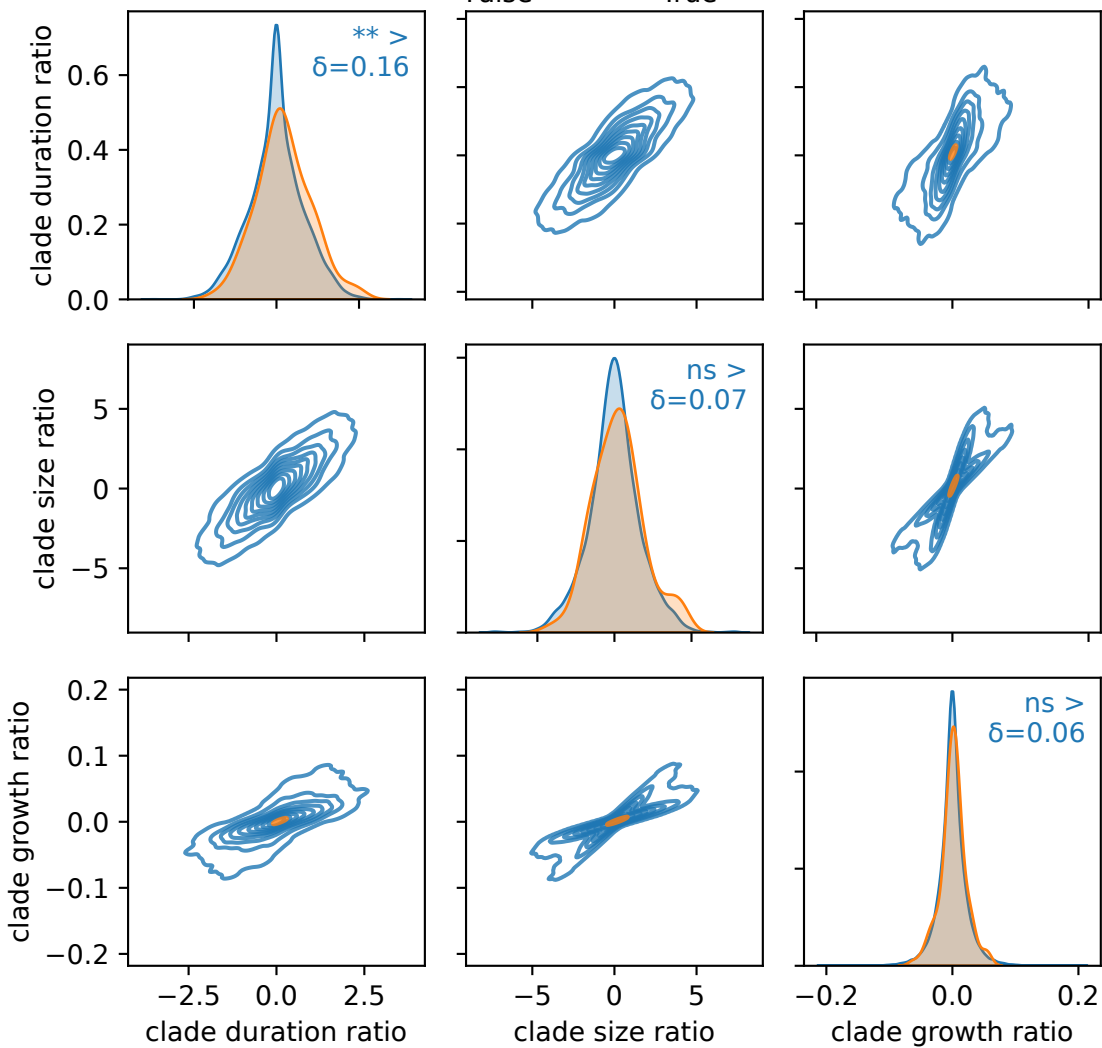 True
** >
δ=0.16
clade duration ratio
0.6
0.4
0.2
0.0
ns >
δ=0.07
clade size ratio
5
0
−5
ns >
δ=0.06
clade growth ratio
0.2
0.1
0.0
−0.1
−0.2
−2.5 0.0 2.5
−5 0 5
−0.2 0.0 0.2
clade duration ratio
clade size ratio
clade growth ratio